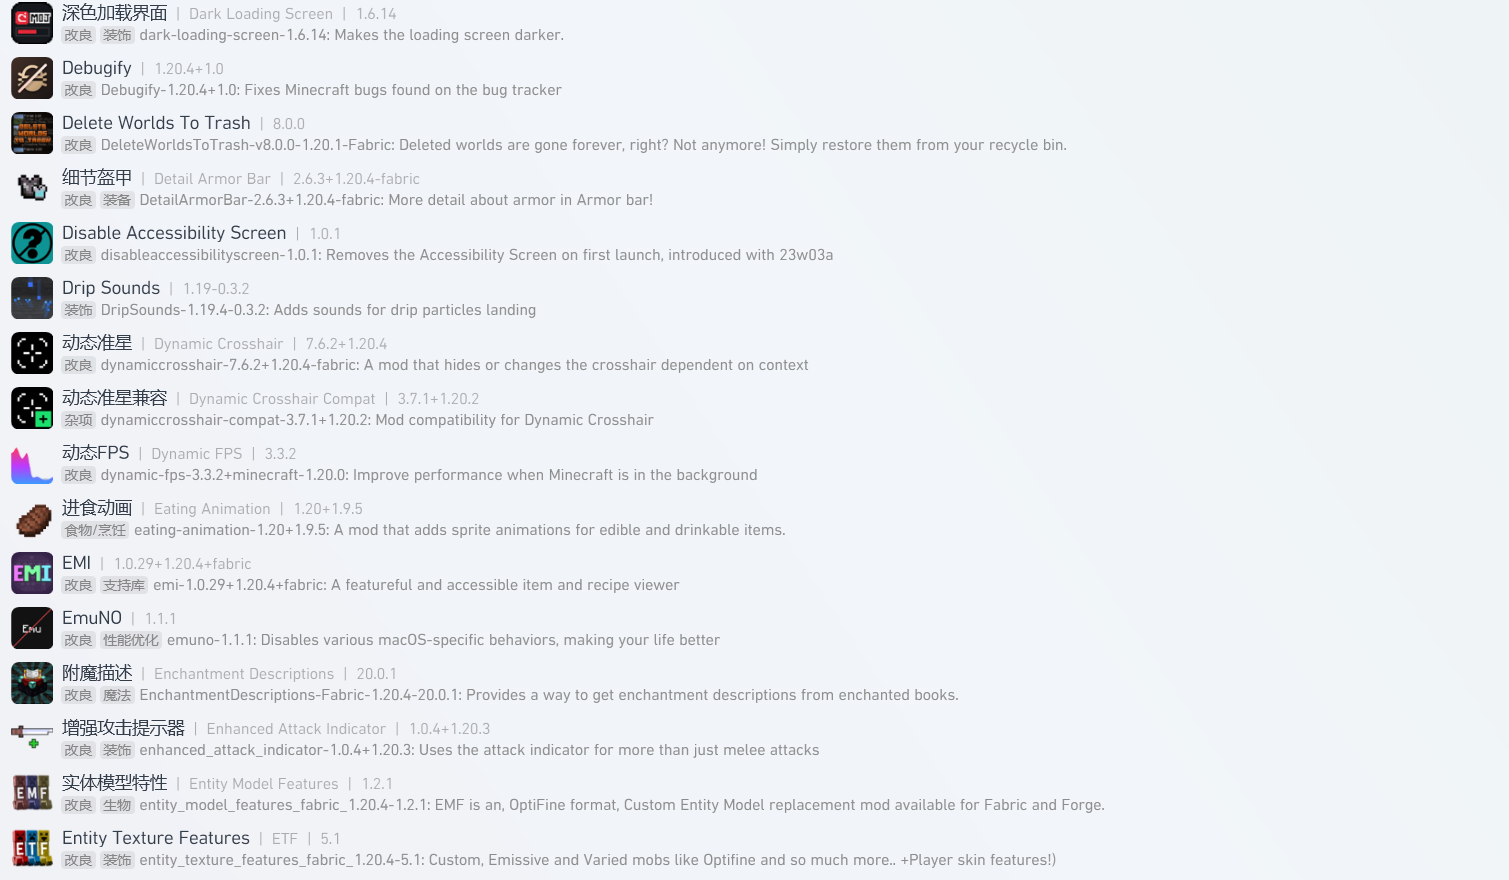 深色加载界面 | Dark Loading Screen | 1.6.14
改良 装饰 dark-loading-screen-1.6.14: Makes the loading screen darker.
Debugify | 1.20.4+1.0
改良 Debugify-1.20.4+1.0: Fixes Minecraft bugs found on the bug tracker
Delete Worlds To Trash | 8.0.0
改良 DeleteWorldsToTrash-v8.0.0-1.20.1-Fabric: Deleted worlds are gone forever, right? Not anymore! Simply restore them from your recycle bin.
细节盔甲 | Detail Armor Bar | 2.6.3+1.20.4-fabric
改良 装备 DetailArmorBar-2.6.3+1.20.4-fabric: More detail about armor in Armor bar!
Disable Accessibility Screen | 1.0.1
改良 disableaccessibilityscreen-1.0.1: Removes the Accessibility Screen on first launch, introduced with 23w03a
Drip Sounds | 1.19-0.3.2
装饰 DripSounds-1.19.4-0.3.2: Adds sounds for drip particles landing
动态准星 | Dynamic Crosshair | 7.6.2+1.20.4
改良 dynamiccrosshair-7.6.2+1.20.4-fabric: A mod that hides or changes the crosshair dependent on context
动态准星兼容 | Dynamic Crosshair Compat | 3.7.1+1.20.2
杂项 dynamiccrosshair-compat-3.7.1+1.20.2: Mod compatibility for Dynamic Crosshair
动态FPS | Dynamic FPS | 3.3.2
改良 dynamic-fps-3.3.2+minecraft-1.20.0: Improve performance when Minecraft is in the background
进食动画 | Eating Animation | 1.20+1.9.5
食物/烹饪 eating-animation-1.20+1.9.5: A mod that adds sprite animations for edible and drinkable items.
EMI EMI | 1.0.29+1.20.4+fabric
改良 支持库 emi-1.0.29+1.20.4+fabric: A featureful and accessible item and recipe viewer
Emu EmuNO | 1.1.1
改良 性能优化 emuno-1.1.1: Disables various macOS-specific behaviors, making your life better
附魔描述 | Enchantment Descriptions | 20.0.1
改良 魔法 EnchantmentDescriptions-Fabric-1.20.4-20.0.1: Provides a way to get enchantment descriptions from enchanted books.
增强攻击提示器 | Enhanced Attack Indicator | 1.0.4+1.20.3
改良 装饰 enhanced_attack_indicator-1.0.4+1.20.3: Uses the attack indicator for more than just melee attacks
EMF 实体模型特性 | Entity Model Features | 1.2.1
改良 生物 entity_model_features_fabric_1.20.4-1.2.1: EMF is an, OptiFine format, Custom Entity Model replacement mod available for Fabric and Forge.
ETF Entity Texture Features | ETF | 5.1
改良 装饰 entity_texture_features_fabric_1.20.4-5.1: Custom, Emissive and Varied mobs like Optifine and so much more.. +Player skin features!)